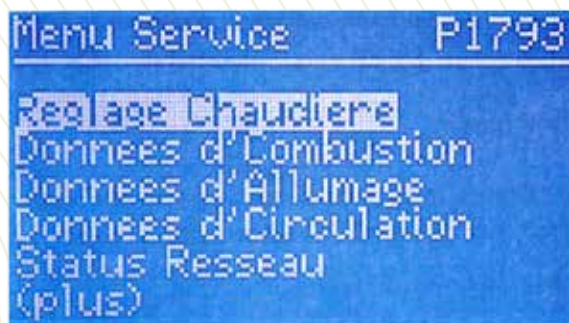 Menu Service P1793
Reglage Chaudiere
Donnees d'Combustion
Donnees d'Allumage
Donnees d'Circulation
Status Resseau
(plus)